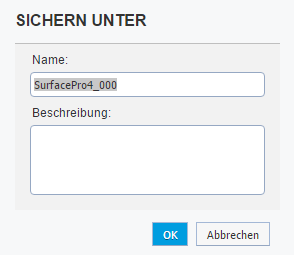 SICHERN UNTER
Name:
SurfacePro4_000
Beschreibung:
OK Abbrechen